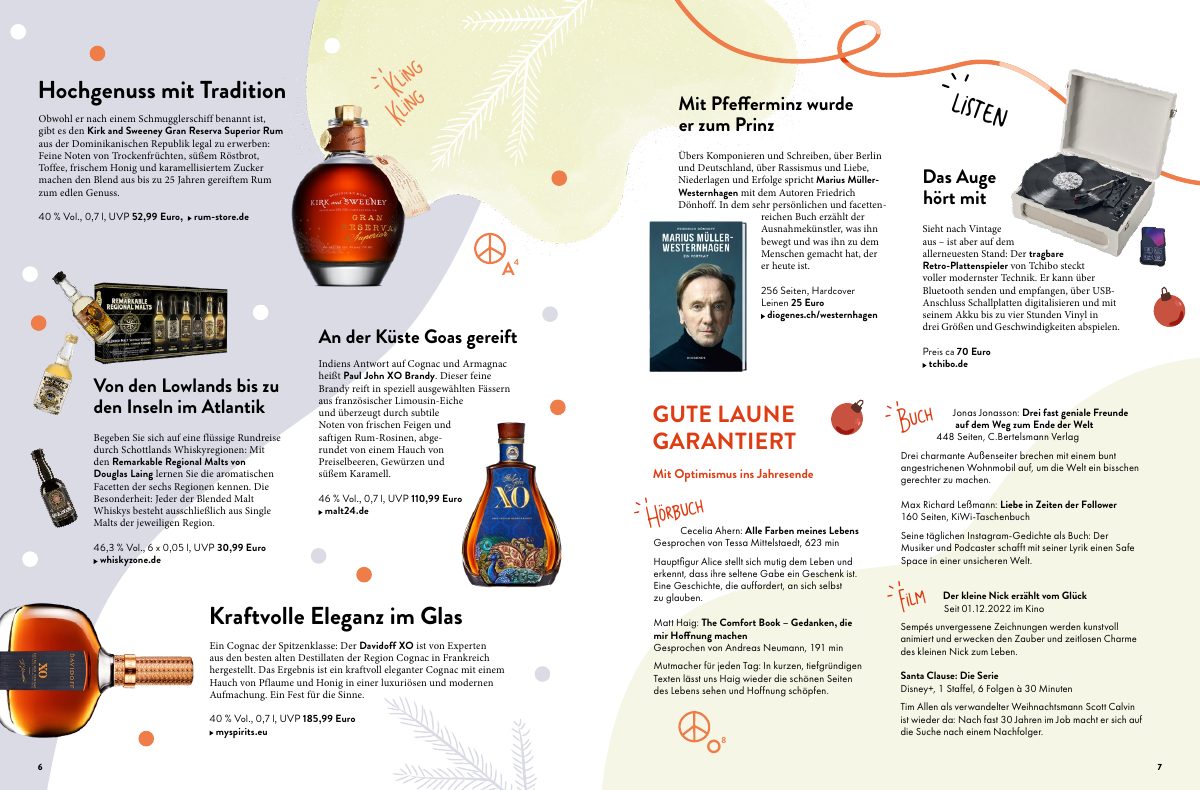 KLING
KLING
Hochgenuss mit Tradition
Obwohl er nach einem Schmugglerschiff benannt ist,
gibt es den Kirk and Sweeney Gran Reserva Superior Rum
aus der Dominikanischen Republik legal zu erwerben:
Feine Noten von Trockenfrüchten, süßem Röstbrot,
Toffee, frischem Honig und karamellisiertem Zucker
machen den Blend aus bis zu 25 Jahren gereiftem Rum
zum edlen Genuss.
40 % Vol., 0,7 l, UVP 52,99 Euro, ▸ rum-store.de
KIRK and SWEENEY
GRAN
RESERVA
Superior
A4
REMARKABLE
REGIONAL MALTS
Von den Lowlands bis zu
den Inseln im Atlantik
Begeben Sie sich auf eine flüssige Rundreise
durch Schottlands Whiskyregionen: Mit
den Remarkable Regional Malts von
Douglas Laing lernen Sie die aromatischen
Facetten der sechs Regionen kennen. Die
Besonderheit: Jeder der Blended Malt
Whiskys besteht ausschließlich aus Single
Malts der jeweiligen Region.
46,3 % Vol., 6 x 0,05 l, UVP 30,99 Euro
▸ whiskyzone.de
An der Küste Goas gereift
Indiens Antwort auf Cognac und Armagnac
heißt Paul John XO Brandy. Dieser feine
Brandy reift in speziell ausgewählten Fässern
aus französischer Limousin-Eiche
und überzeugt durch subtile
Noten von frischen Feigen und
saftigen Rum-Rosinen, abge-
rundet von einem Hauch von
Preiselbeeren, Gewürzen und
süßem Karamell.
46 % Vol., 0,7 l, UVP 110,99 Euro
▸ malt24.de
XO
Kraftvolle Eleganz im Glas
Ein Cognac der Spitzenklasse: Der Davidoff XO ist von Experten
aus den besten alten Destillaten der Region Cognac in Frankreich
hergestellt. Das Ergebnis ist ein kraftvoll eleganter Cognac mit einem
Hauch von Pflaume und Honig in einer luxuriösen und modernen
Aufmachung. Ein Fest für die Sinne.
40 % Vol., 0,7 l, UVP 185,99 Euro
▸ myspirits.eu
DAVIDOFF
XO
6
Mit Pfefferminz wurde
er zum Prinz
Übers Komponieren und Schreiben, über Berlin
und Deutschland, über Rassismus und Liebe,
Niederlagen und Erfolge spricht Marius Müller-
Westernhagen mit dem Autoren Friedrich
Dönhoff. In dem sehr persönlichen und facetten-
reichen Buch erzählt der
Ausnahmekünstler, was ihn
bewegt und was ihn zu dem
Menschen gemacht hat, der
er heute ist.
256 Seiten, Hardcover
Leinen 25 Euro
▸ diogenes.ch/westernhagen
FRIEDRICH DÖNHOFF
MARIUS MÜLLER-
WESTERNHAGEN
EIN PORTRÄT
DIOGENES
LISTEN
Das Auge
hört mit
Sieht nach Vintage
aus – ist aber auf dem
allerneuesten Stand: Der tragbare
Retro-Plattenspieler von Tchibo steckt
voller modernster Technik. Er kann über
Bluetooth senden und empfangen, über USB-
Anschluss Schallplatten digitalisieren und mit
seinem Akku bis zu vier Stunden Vinyl in
drei Größen und Geschwindigkeiten abspielen.
Preis ca 70 Euro
▸ tchibo.de
GUTE LAUNE
GARANTIERT
Mit Optimismus ins Jahresende
HÖRBUCH
Cecelia Ahern: Alle Farben meines Lebens
Gesprochen von Tessa Mittelstaedt, 623 min
Hauptfigur Alice stellt sich mutig dem Leben und
erkennt, dass ihre seltene Gabe ein Geschenk ist.
Eine Geschichte, die auffordert, an sich selbst
zu glauben.
Matt Haig: The Comfort Book – Gedanken, die
mir Hoffnung machen
Gesprochen von Andreas Neumann, 191 min
Mutmacher für jeden Tag: In kurzen, tiefgründigen
Texten lässt uns Haig wieder die schönen Seiten
des Lebens sehen und Hoffnung schöpfen.
O8
BUCH
Jonas Jonasson: Drei fast geniale Freunde
auf dem Weg zum Ende der Welt
448 Seiten, C.Bertelsmann Verlag
Drei charmante Außenseiter brechen mit einem bunt
angestrichenen Wohnmobil auf, um die Welt ein bisschen
gerechter zu machen.
Max Richard Leßmann: Liebe in Zeiten der Follower
160 Seiten, KiWi-Taschenbuch
Seine täglichen Instagram-Gedichte als Buch: Der
Musiker und Podcaster schafft mit seiner Lyrik einen Safe
Space in einer unsicheren Welt.
FILM
Der kleine Nick erzählt vom Glück
Seit 01.12.2022 im Kino
Sempés unvergessene Zeichnungen werden kunstvoll
animiert und erwecken den Zauber und zeitlosen Charme
des kleinen Nick zum Leben.
Santa Clause: Die Serie
Disney+, 1 Staffel, 6 Folgen à 30 Minuten
Tim Allen als verwandelter Weihnachtsmann Scott Calvin
ist wieder da: Nach fast 30 Jahren im Job macht er sich auf
die Suche nach einem Nachfolger.
7